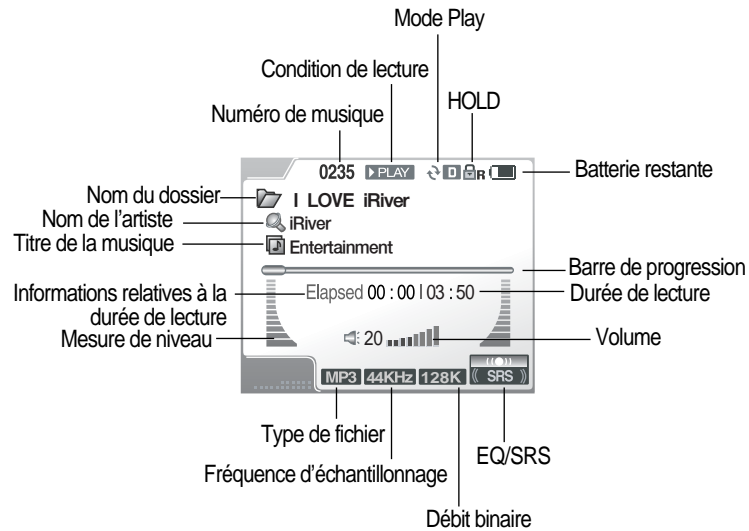 Mode Play
Condition de lecture
HOLD
Numéro de musique
0235 PLAY D R
Batterie restante
Nom du dossier
I LOVE iRiver
Nom de l'artiste
iRiver
Titre de la musique
Entertainment
Barre de progression
Informations relatives à la
durée de lecture
Elapsed 00 : 00 I 03 : 50
Durée de lecture
Mesure de niveau
20
Volume
MP3 44KHz 128K SRS
Type de fichier
EQ/SRS
Fréquence d'échantillonnage
Débit binaire